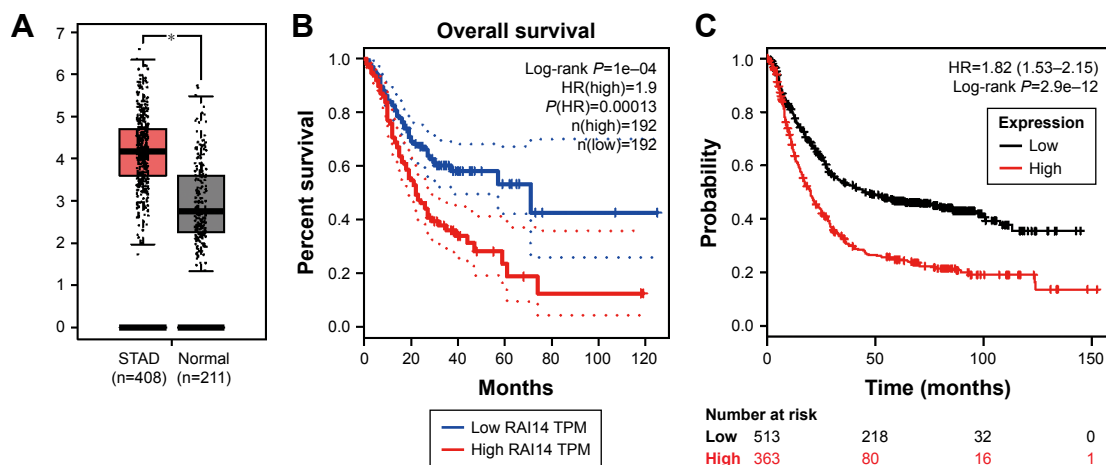 A
7
6
5
4
3
2
1
0
*
STAD
(n=408)
Normal
(n=211)
B
Overall survival
Log-rank P=1e–04
HR(high)=1.9
P(HR)=0.00013
n(high)=192
n(low)=192
Percent survival
1.0
0.8
0.6
0.4
0.2
0.0
0 20 40 60 80 100 120
Months
Low RAI14 TPM
High RAI14 TPM
C
HR=1.82 (1.53–2.15)
Log-rank P=2.9e–12
Expression
Low
High
Probability
1.0
0.8
0.6
0.4
0.2
0.0
0 50 100 150
Time (months)
Number at risk
Low 513 218 32 0
High 363 80 16 1